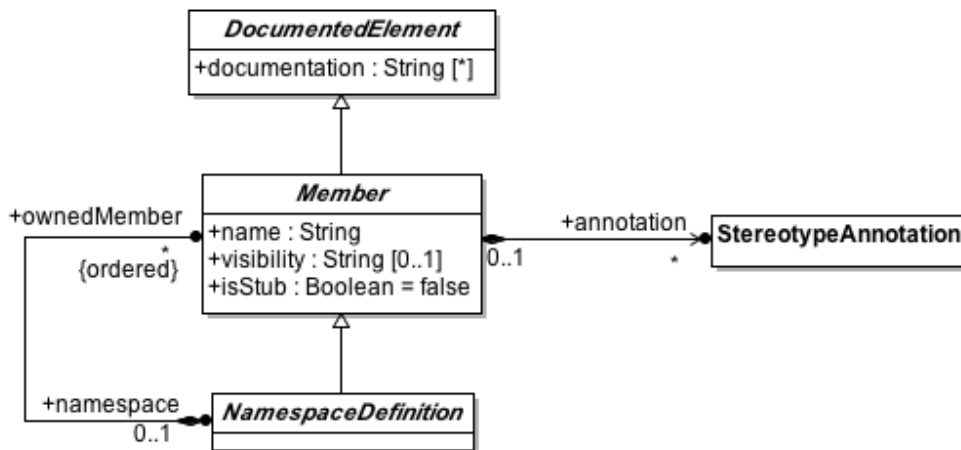 DocumentedElement
+documentation : String [*]
Member
+name : String
+visibility : String [0..1]
+isStub : Boolean = false
+ownedMember
*
{ordered}
0..1
+annotation
*
StereotypeAnnotation
+namespace
0..1
NamespaceDefinition